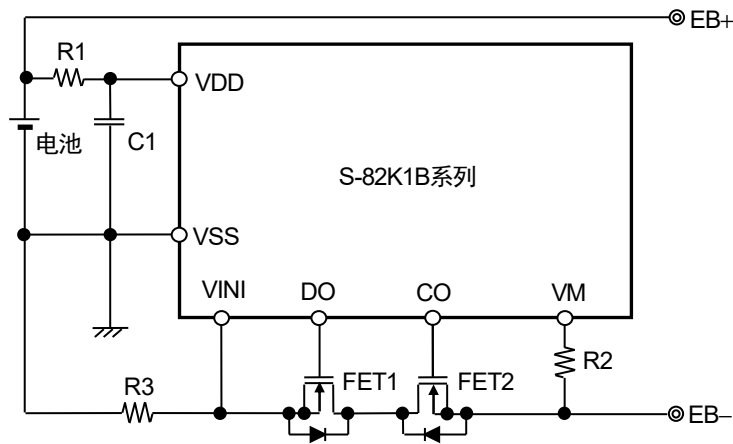 EB+
R1
VDD
电池
C1
S-82K1B系列
VSS
VINI
DO
CO
VM
R2
R3
FET1
FET2
EB−